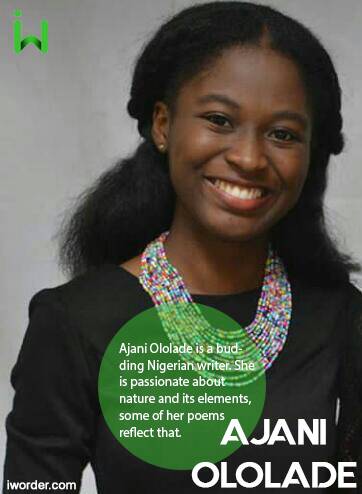 iw
Ajani Ololade is a bud-
ding Nigerian writer. She
is passionate about
nature and its elements,
some of her poems
reflect that.
AJANI
OLOLADE
iworder.com